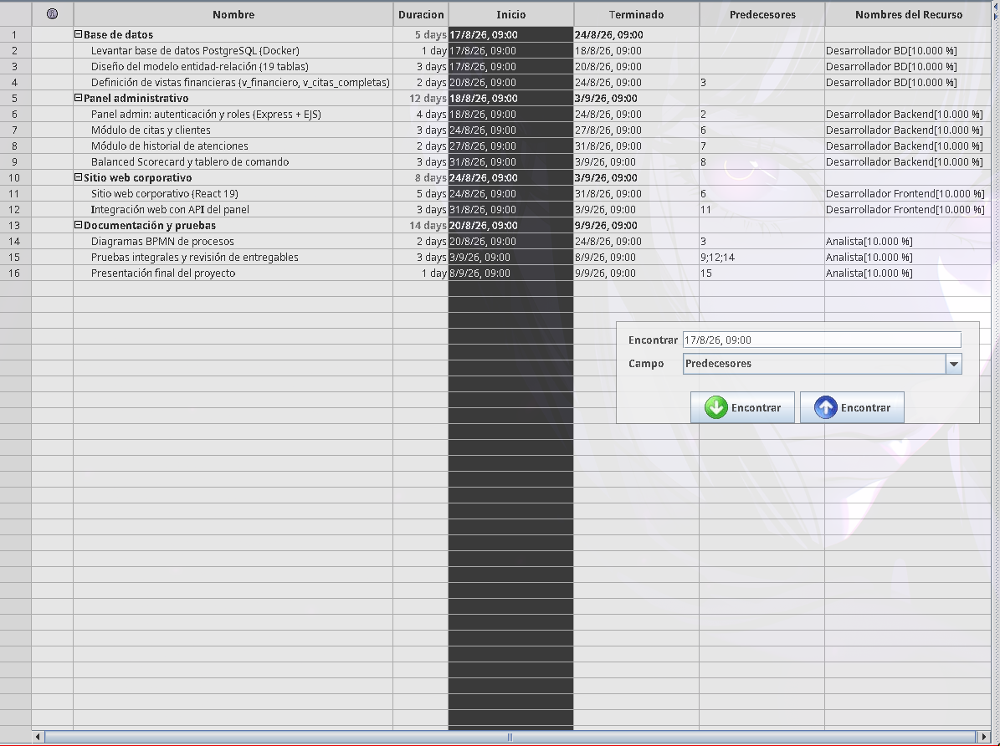 Nombre Duracion Inicio Terminado Predecesores Nombres del Recurso
1 Base de datos 5 days 17/8/26, 09:00 24/8/26, 09:00
2 Levantar base de datos PostgreSQL (Docker) 1 day 17/8/26, 09:00 18/8/26, 09:00 Desarrollador BD[10.000 %]
3 Diseño del modelo entidad-relación (19 tablas) 3 days 17/8/26, 09:00 20/8/26, 09:00 Desarrollador BD[10.000 %]
4 Definición de vistas financieras (v_financiero, v_citas_completas) 2 days 20/8/26, 09:00 24/8/26, 09:00 3 Desarrollador BD[10.000 %]
5 Panel administrativo 12 days 18/8/26, 09:00 3/9/26, 09:00
6 Panel admin: autenticación y roles (Express + EJS) 4 days 18/8/26, 09:00 24/8/26, 09:00 2 Desarrollador Backend[10.000 %]
7 Módulo de citas y clientes 3 days 24/8/26, 09:00 27/8/26, 09:00 6 Desarrollador Backend[10.000 %]
8 Módulo de historial de atenciones 2 days 27/8/26, 09:00 31/8/26, 09:00 7 Desarrollador Backend[10.000 %]
9 Balanced Scorecard y tablero de comando 3 days 31/8/26, 09:00 3/9/26, 09:00 8 Desarrollador Backend[10.000 %]
10 Sitio web corporativo 8 days 24/8/26, 09:00 3/9/26, 09:00
11 Sitio web corporativo (React 19) 5 days 24/8/26, 09:00 31/8/26, 09:00 6 Desarrollador Frontend[10.000 %]
12 Integración web con API del panel 3 days 31/8/26, 09:00 3/9/26, 09:00 11 Desarrollador Frontend[10.000 %]
13 Documentación y pruebas 14 days 20/8/26, 09:00 9/9/26, 09:00
14 Diagramas BPMN de procesos 2 days 20/8/26, 09:00 24/8/26, 09:00 3 Analista[10.000 %]
15 Pruebas integrales y revisión de entregables 3 days 3/9/26, 09:00 8/9/26, 09:00 9;12;14 Analista[10.000 %]
16 Presentación final del proyecto 1 day 8/9/26, 09:00 9/9/26, 09:00 15 Analista[10.000 %]
Encontrar 17/8/26, 09:00
Campo Predecesores
Encontrar Encontrar